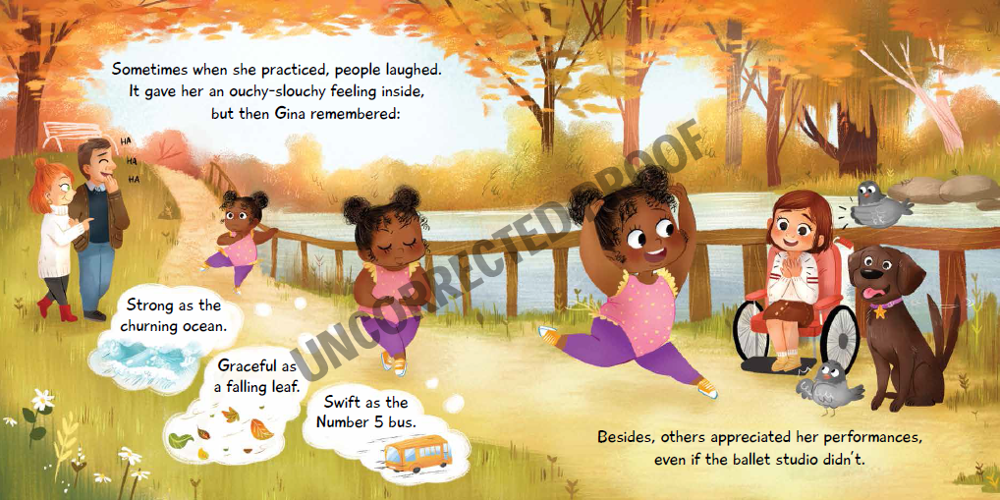 Sometimes when she practiced, people laughed.
It gave her an ouchy-slouchy feeling inside,
but then Gina remembered:
HA
HA
HA
Strong as the
churning ocean.
Graceful as
a falling leaf.
Swift as the
Number 5 bus.
UNCORRECTED PROOF
Besides, others appreciated her performances,
even if the ballet studio didn't.